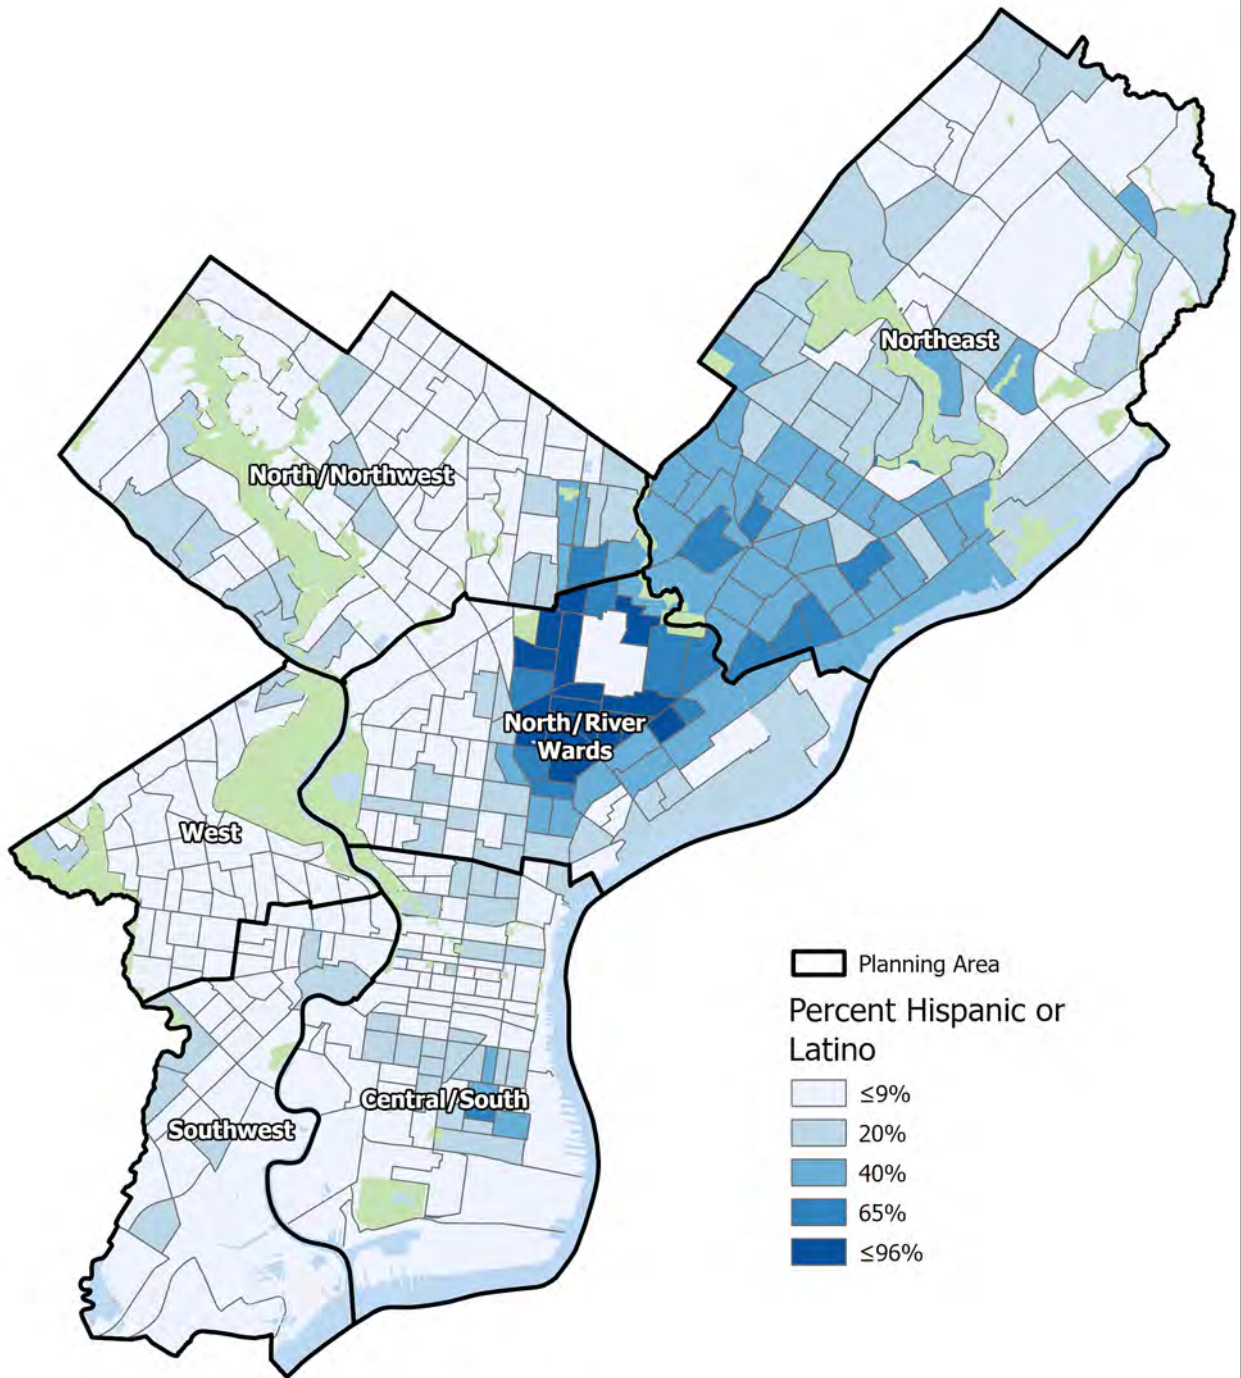 Northeast
North/Northwest
North/River
Wards
West
Central/South
Southwest
Planning Area
Percent Hispanic or
Latino
≤9%
20%
40%
65%
≤96%